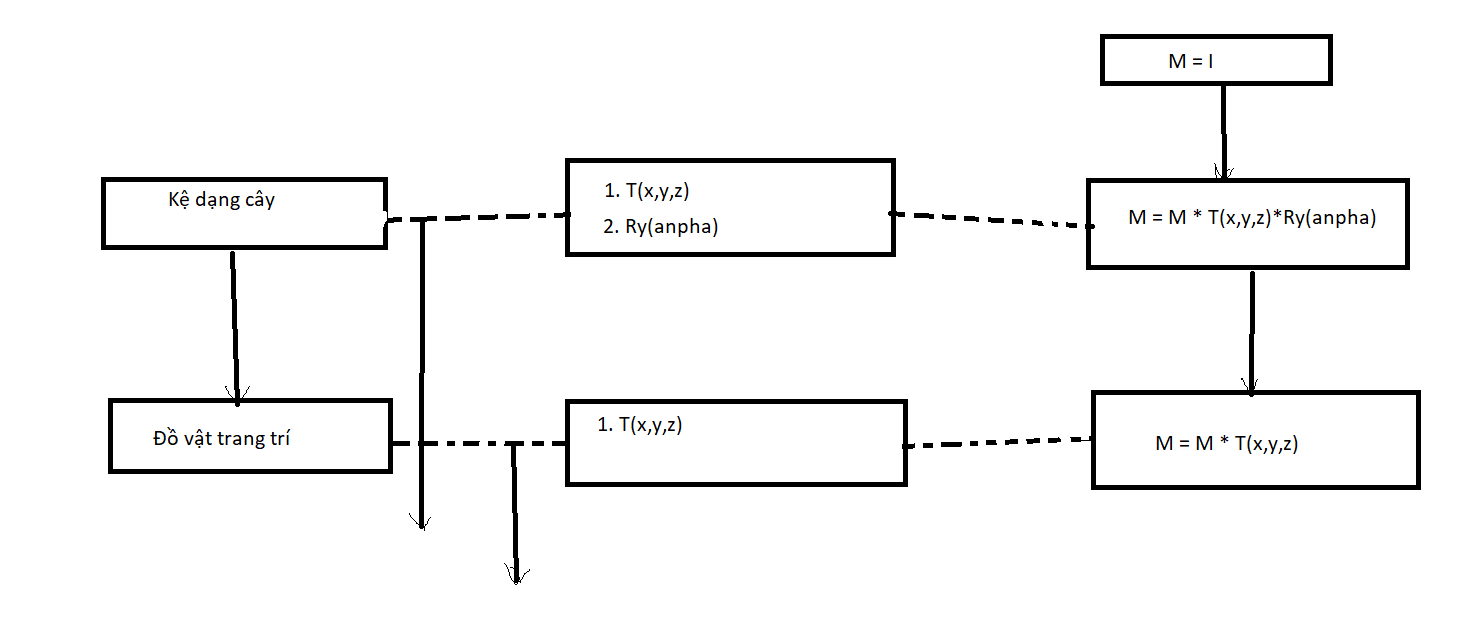 M = I
Kệ dạng cây
1. T(x,y,z)
2. Ry(anpha)
M = M * T(x,y,z)*Ry(anpha)
Đồ vật trang trí
1. T(x,y,z)
M = M * T(x,y,z)